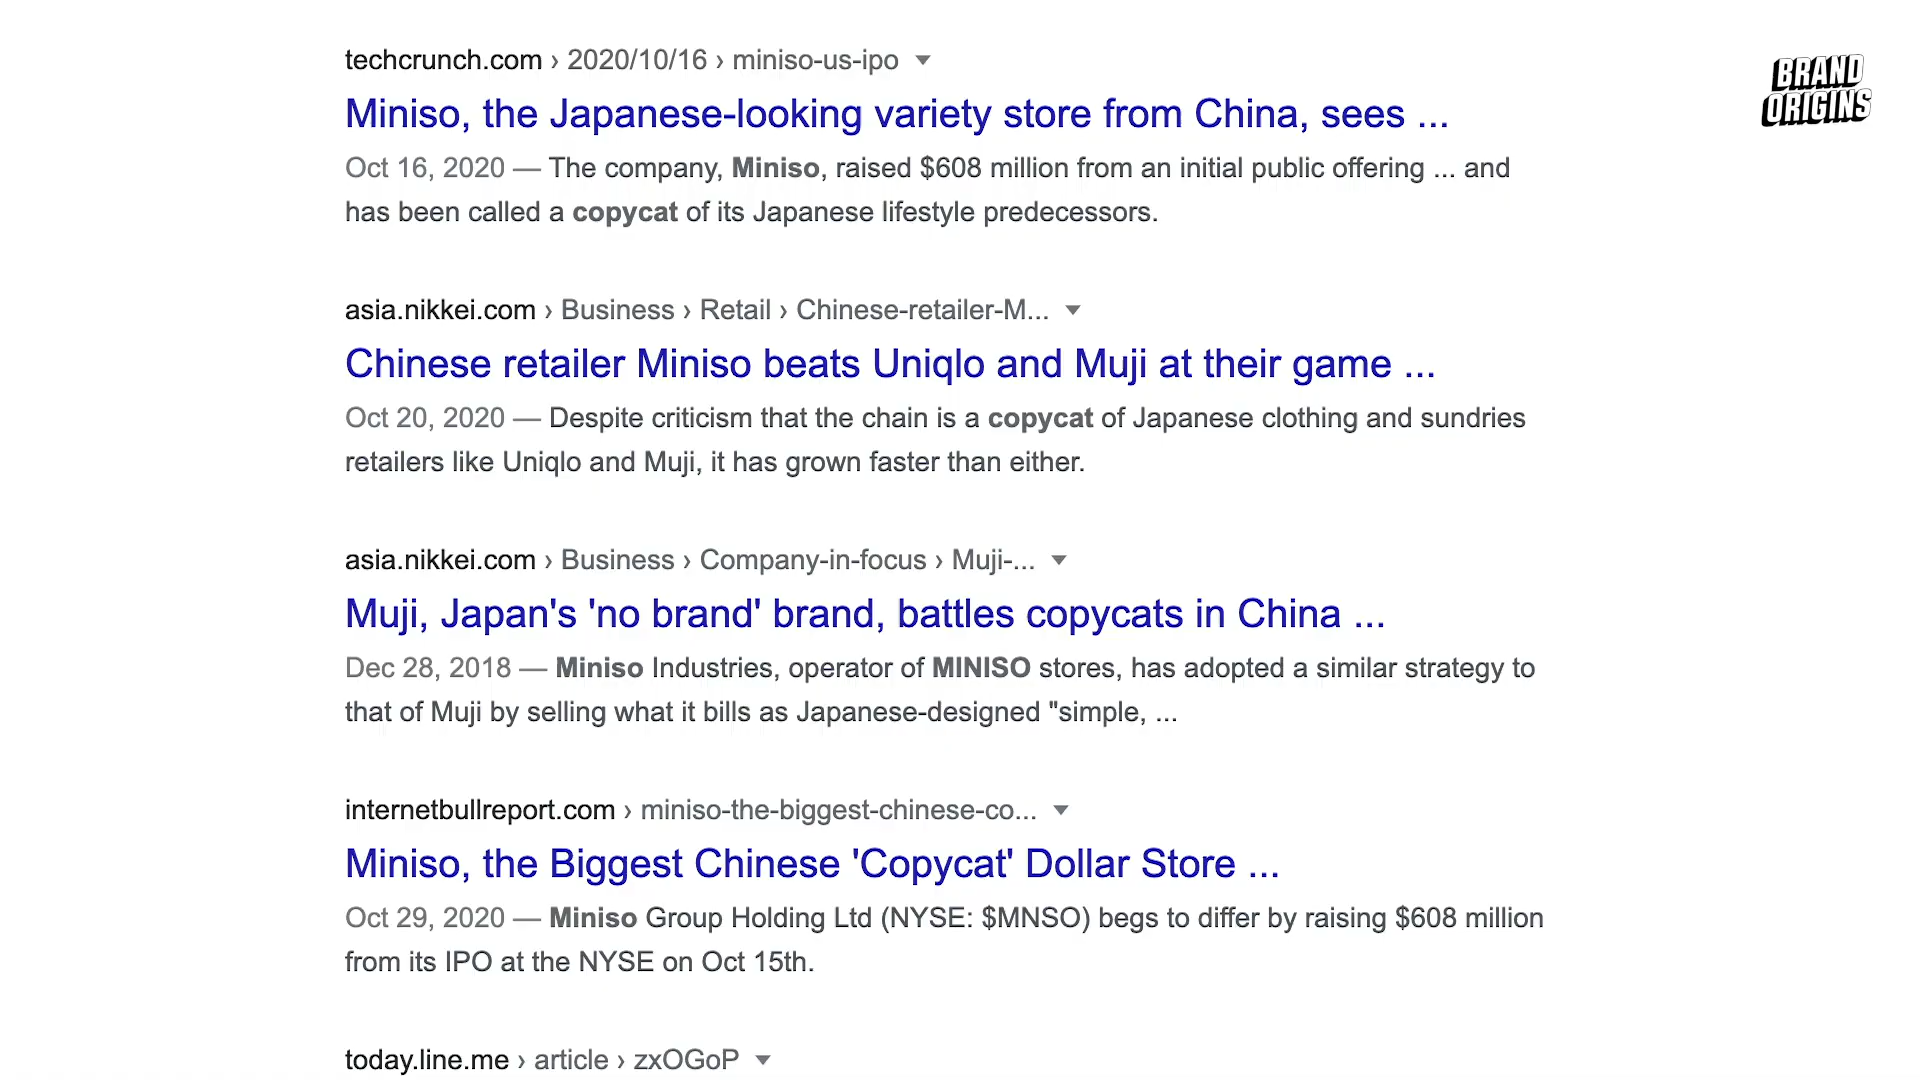 techcrunch.com › 2020/10/16 › miniso-us-ipo
BRAND
ORIGINS
Miniso, the Japanese-looking variety store from China, sees ...
Oct 16, 2020 — The company, Miniso, raised $608 million from an initial public offering ... and
has been called a copycat of its Japanese lifestyle predecessors.
asia.nikkei.com › Business › Retail › Chinese-retailer-M...
Chinese retailer Miniso beats Uniqlo and Muji at their game ...
Oct 20, 2020 — Despite criticism that the chain is a copycat of Japanese clothing and sundries
retailers like Uniqlo and Muji, it has grown faster than either.
asia.nikkei.com › Business › Company-in-focus › Muji-...
Muji, Japan's 'no brand' brand, battles copycats in China ...
Dec 28, 2018 — Miniso Industries, operator of MINISO stores, has adopted a similar strategy to
that of Muji by selling what it bills as Japanese-designed "simple, ...
internetbullreport.com › miniso-the-biggest-chinese-co...
Miniso, the Biggest Chinese 'Copycat' Dollar Store ...
Oct 29, 2020 — Miniso Group Holding Ltd (NYSE: $MNSO) begs to differ by raising $608 million
from its IPO at the NYSE on Oct 15th.
today.line.me › article › zxOGoP